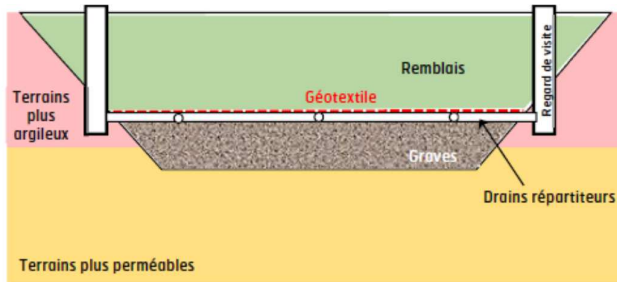 Remblais
Regard de visite
Géotextile
Terrains
plus
argileux
Graves
Drains répartiteurs
Terrains plus perméables